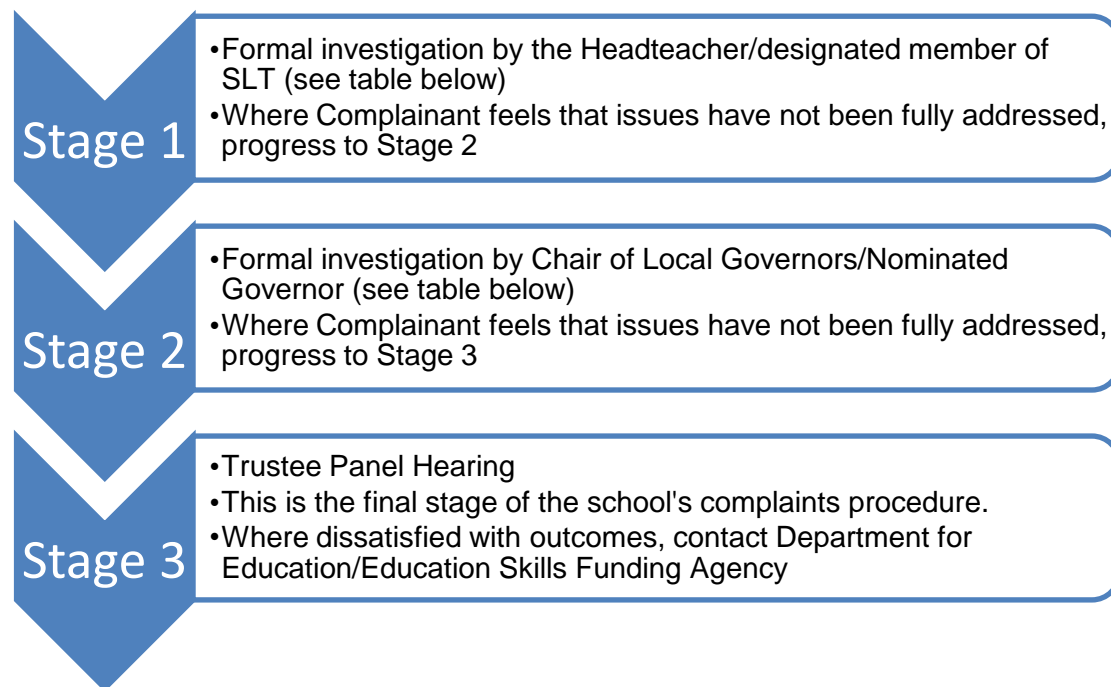 Stage 1
•Formal investigation by the Headteacher/designated member of
SLT (see table below)
•Where Complainant feels that issues have not been fully addressed,
progress to Stage 2
Stage 2
•Formal investigation by Chair of Local Governors/Nominated
Governor (see table below)
•Where Complainant feels that issues have not been fully addressed,
progress to Stage 3
Stage 3
•Trustee Panel Hearing
•This is the final stage of the school's complaints procedure.
•Where dissatisfied with outcomes, contact Department for
Education/Education Skills Funding Agency